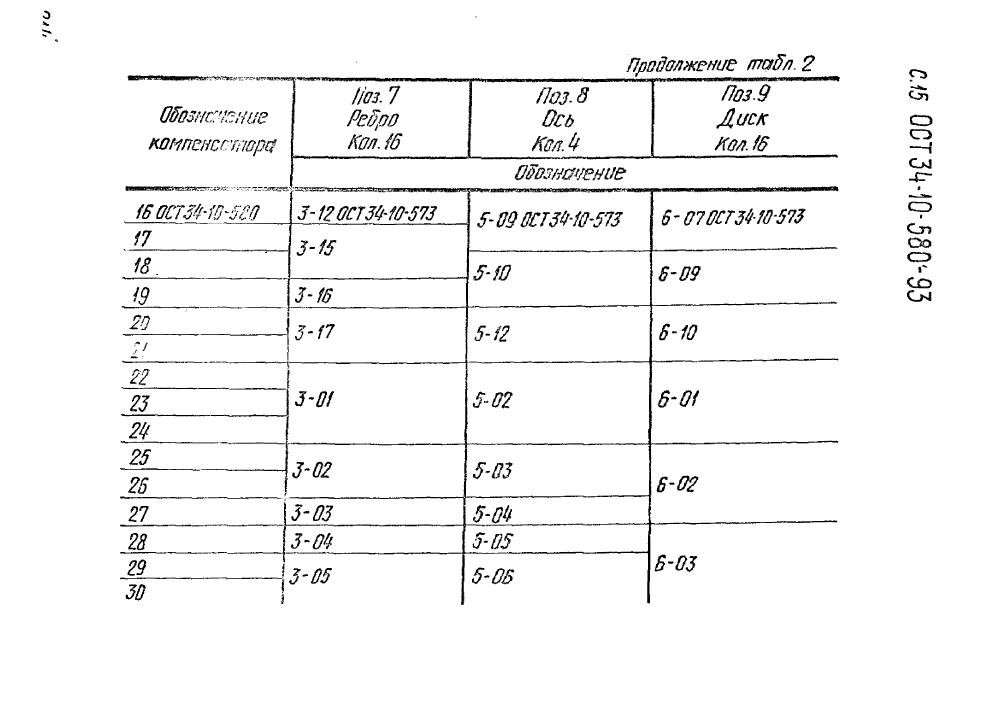 Продолжение табл. 2
Обозначение компенсатора
Поз. 7 Ребро Кол. 16
Поз. 8 Ось Кол. 4
Поз. 9 Диск Кол. 16
Обозначение
16 ОСТ 34-10-580 3-12 ОСТ 34-10-573 5-09 ОСТ 34-10-573 6-07 ОСТ 34-10-573
17 3-15
18 5-10 6-09
19 3-16
20 3-17 5-12 6-10
21
22
23 3-01 5-02 6-01
24
25 3-02 5-03
26 6-02
27 3-03 5-04
28 3-04 5-05
29 3-05 5-06 6-03
30
С. 15 ОСТ 34-10-580-93